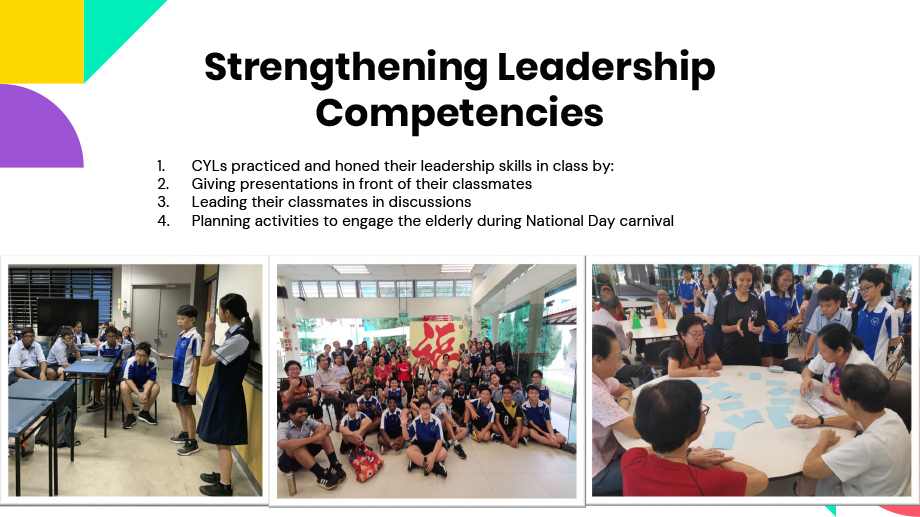 Strengthening Leadership
Competencies
1. CYLs practiced and honed their leadership skills in class by:
2. Giving presentations in front of their classmates
3. Leading their classmates in discussions
4. Planning activities to engage the elderly during National Day carnival
福
8